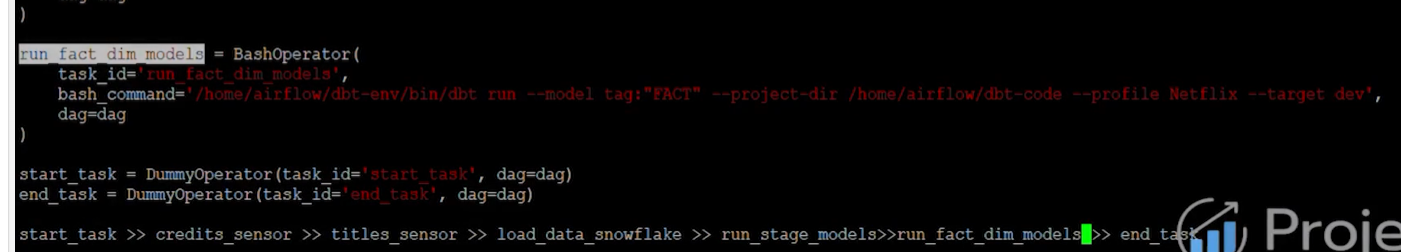 )
run_fact_dim_models = BashOperator(
    task_id='run_fact_dim_models',
    bash_command='/home/airflow/dbt-env/bin/dbt run --model tag:"FACT" --project-dir /home/airflow/dbt-code --profile Netflix --target dev',
    dag=dag
)
start_task = DummyOperator(task_id='start_task', dag=dag)
end_task = DummyOperator(task_id='end_task', dag=dag)
start_task >> credits_sensor >> titles_sensor >> load_data_snowflake >> run_stage_models>>run_fact_dim_models >> end_task
Proje